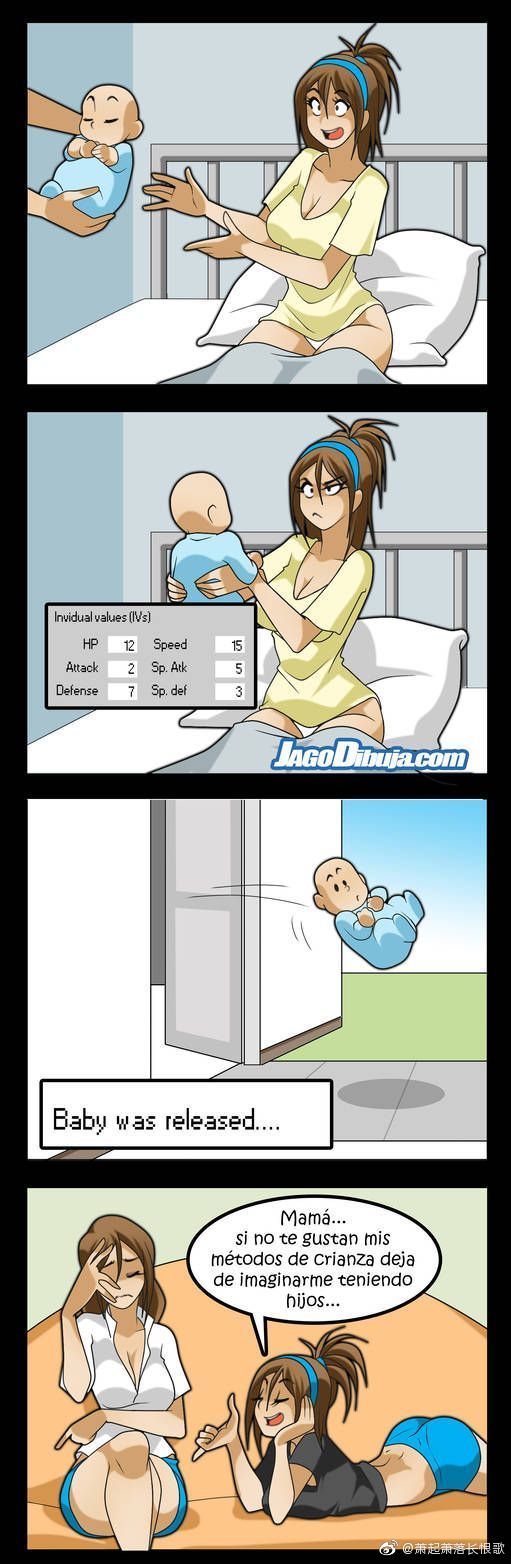 Invidual values (IVs)
HP 12 Speed 15
Attack 2 Sp. Atk 5
Defense 7 Sp. def 3
JAGODibuja.com
Baby was released....
Mamá...
si no te gustan mis
métodos de crianza deja
de imaginarme teniendo
hijos...
@萧起萧落长恨歌